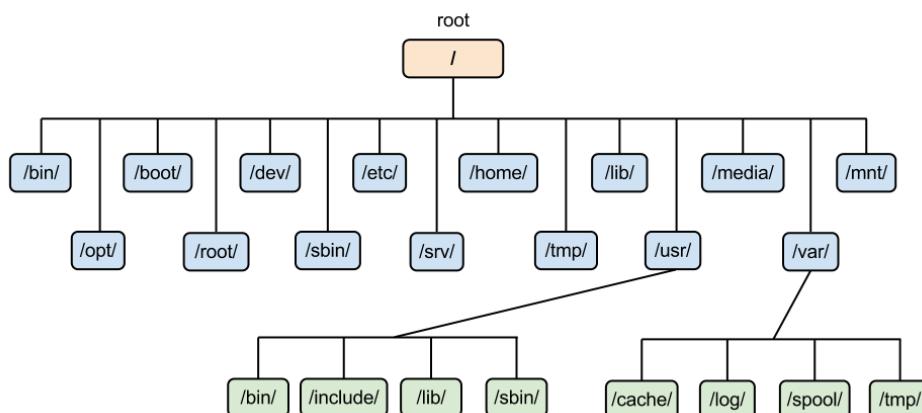 root
/
/bin/ /boot/ /dev/ /etc/ /home/ /lib/ /media/ /mnt/
/opt/ /root/ /sbin/ /srv/ /tmp/ /usr/ /var/
/bin/ /include/ /lib/ /sbin/ /cache/ /log/ /spool/ /tmp/